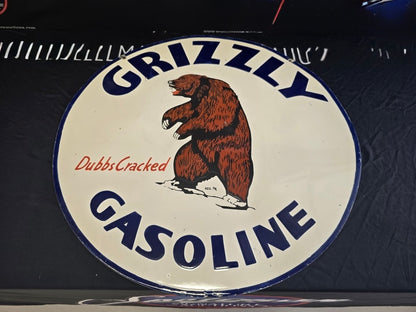 GRIZZLY
Dubbs Cracked
GASOLINE